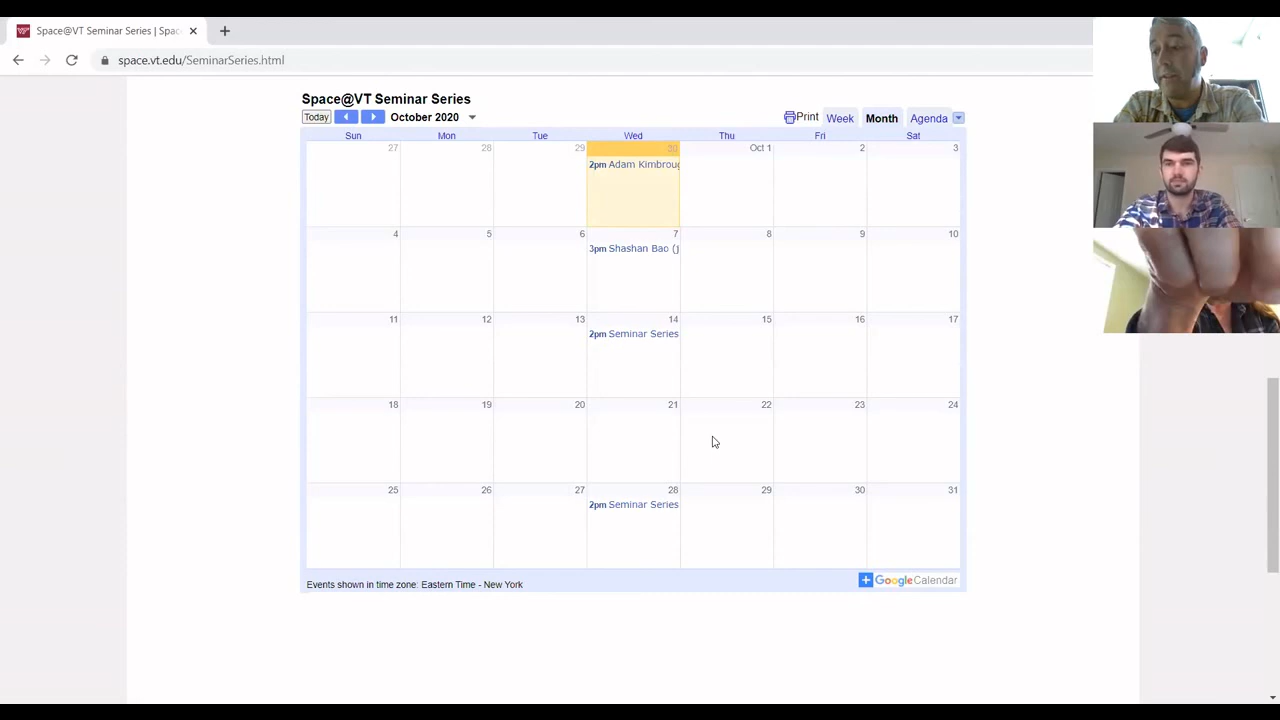 Space@VT Seminar Series | Spac
space.vt.edu/SeminarSeries.html
Space@VT Seminar Series
Today October 2020 Print Week Month Agenda
Sun Mon Tue Wed Thu Fri Sat
27 28 29 30 Oct 1 2 3
2pm Adam Kimbroug
4 5 6 7 8 9 10
3pm Shashan Bao (j
11 12 13 14 15 16 17
2pm Seminar Series
18 19 20 21 22 23 24
25 26 27 28 29 30 31
2pm Seminar Series
Events shown in time zone: Eastern Time - New York
Google Calendar